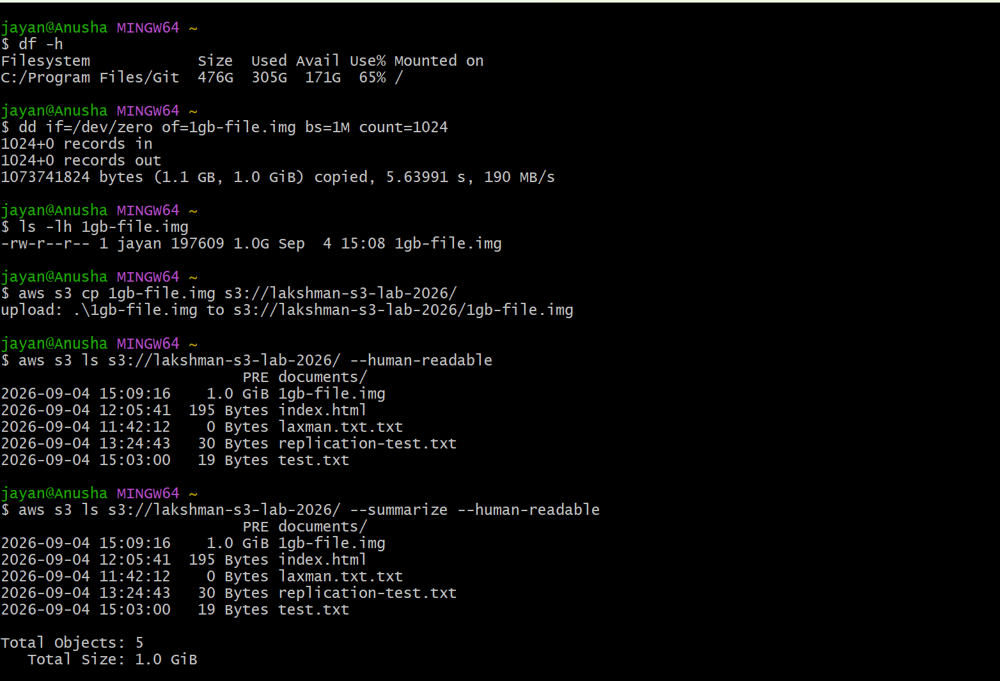 jayan@Anusha MINGW64 ~
$ df -h
Filesystem            Size  Used Avail Use% Mounted on
C:/Program Files/Git  476G  305G  171G  65% /
jayan@Anusha MINGW64 ~
$ dd if=/dev/zero of=1gb-file.img bs=1M count=1024
1024+0 records in
1024+0 records out
1073741824 bytes (1.1 GB, 1.0 GiB) copied, 5.63991 s, 190 MB/s
jayan@Anusha MINGW64 ~
$ ls -lh 1gb-file.img
-rw-r--r-- 1 jayan 197609 1.0G Sep  4 15:08 1gb-file.img
jayan@Anusha MINGW64 ~
$ aws s3 cp 1gb-file.img s3://lakshman-s3-lab-2026/
upload: .\1gb-file.img to s3://lakshman-s3-lab-2026/1gb-file.img
jayan@Anusha MINGW64 ~
$ aws s3 ls s3://lakshman-s3-lab-2026/ --human-readable
                           PRE documents/
2026-09-04 15:09:16    1.0 GiB 1gb-file.img
2026-09-04 12:05:41  195 Bytes index.html
2026-09-04 11:42:12    0 Bytes laxman.txt.txt
2026-09-04 13:24:43   30 Bytes replication-test.txt
2026-09-04 15:03:00   19 Bytes test.txt
jayan@Anusha MINGW64 ~
$ aws s3 ls s3://lakshman-s3-lab-2026/ --summarize --human-readable
                           PRE documents/
2026-09-04 15:09:16    1.0 GiB 1gb-file.img
2026-09-04 12:05:41  195 Bytes index.html
2026-09-04 11:42:12    0 Bytes laxman.txt.txt
2026-09-04 13:24:43   30 Bytes replication-test.txt
2026-09-04 15:03:00   19 Bytes test.txt
Total Objects: 5
   Total Size: 1.0 GiB